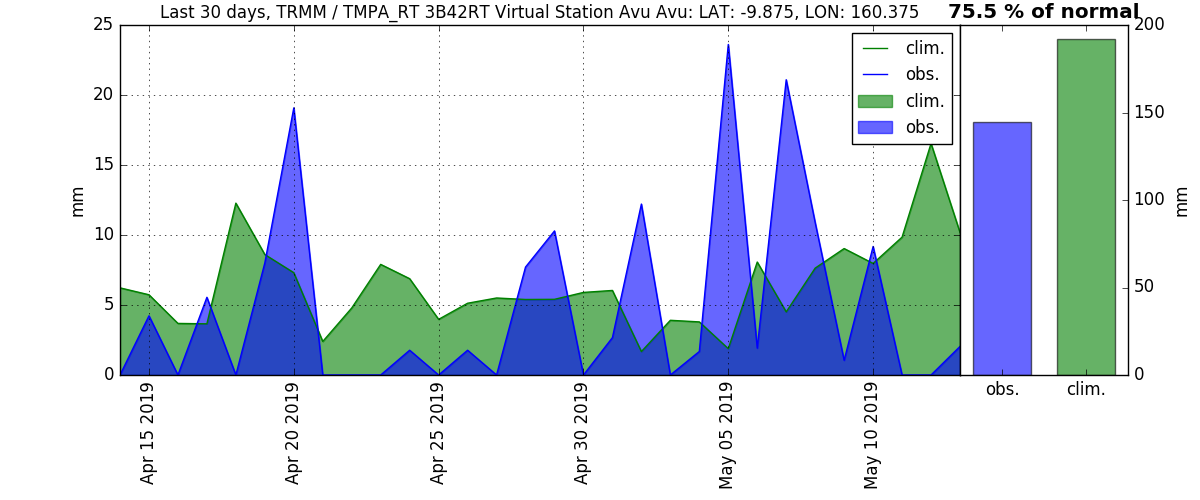 Last 30 days, TRMM / TMPA_RT 3B42RT Virtual Station Avu Avu: LAT: -9.875, LON: 160.375
75.5 % of normal
25
20
15
10
5
0
mm
clim.
obs.
clim.
obs.
Apr 15 2019
Apr 20 2019
Apr 25 2019
Apr 30 2019
May 05 2019
May 10 2019
200
150
100
50
0
mm
obs.
clim.